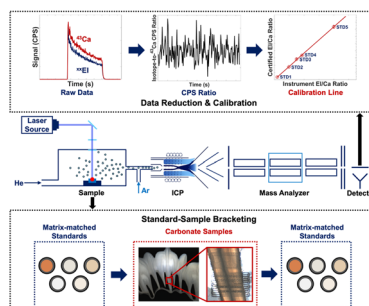 Signal (CPS)
⁴³Ca
ˣˣEl
Time (s)
Raw Data
Isotope-to-⁴³Ca CPS Ratio
Time (s)
CPS Ratio
Certified El/Ca Ratio
STD5
STD4
STD3
STD2
STD1
Instrument El/Ca Ratio
Calibration Line
Data Reduction & Calibration
Laser
Source
He
Sample
Ar
ICP
Mass Analyzer
Detect
Standard-Sample Bracketing
Matrix-matched
Standards
Carbonate Samples
Matrix-matched
Standards